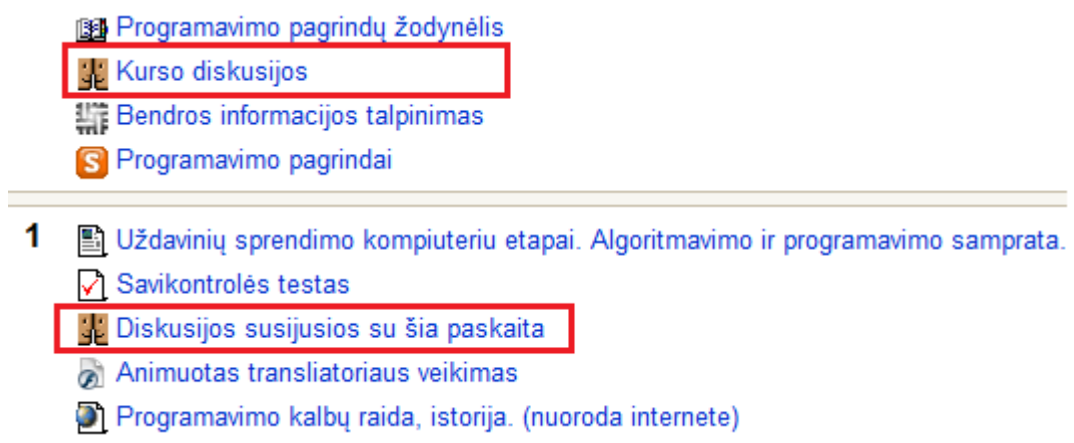 Programavimo pagrindų žodynėlis
Kurso diskusijos
Bendros informacijos talpinimas
S Programavimo pagrindai
1 Uždavinių sprendimo kompiuteriu etapai. Algoritmavimo ir programavimo samprata.
Savikontrolės testas
Diskusijos susijusios su šia paskaita
Animuotas transliatoriaus veikimas
Programavimo kalbų raida, istorija. (nuoroda internete)